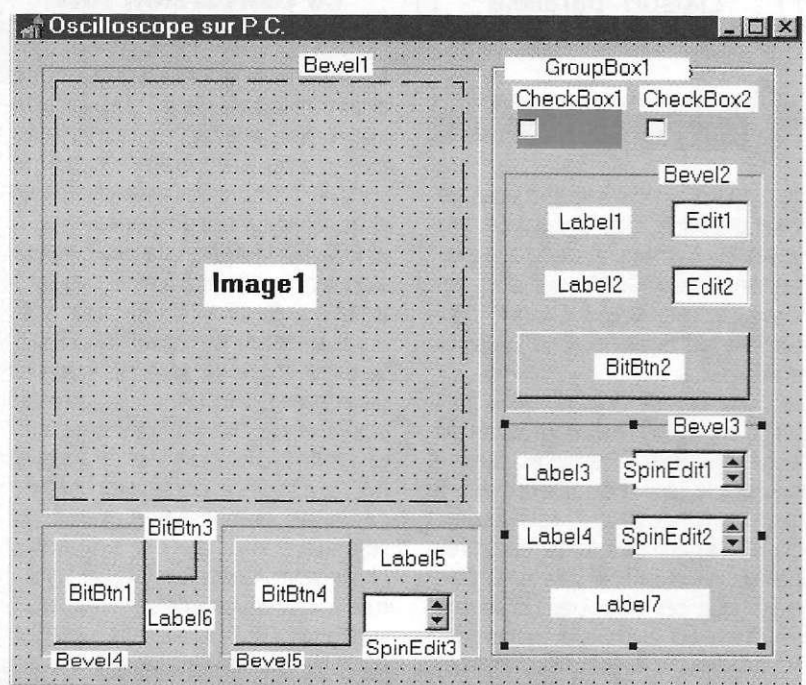 Oscilloscope sur P.C.
Bevel1
GroupBox1
CheckBox1 CheckBox2
Bevel2
Label1 Edit1
Image1
Label2 Edit2
BitBtn2
Bevel3
Label3 SpinEdit1
BitBtn3
Label4 SpinEdit2
Label5
BitBtn1 BitBtn4
Label7
Label6
SpinEdit3
Bevel4 Bevel5